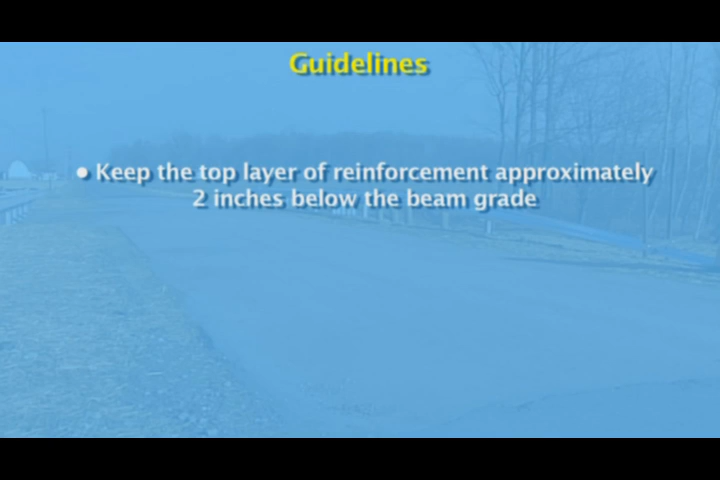 Guidelines
• Keep the top layer of reinforcement approximately
2 inches below the beam grade